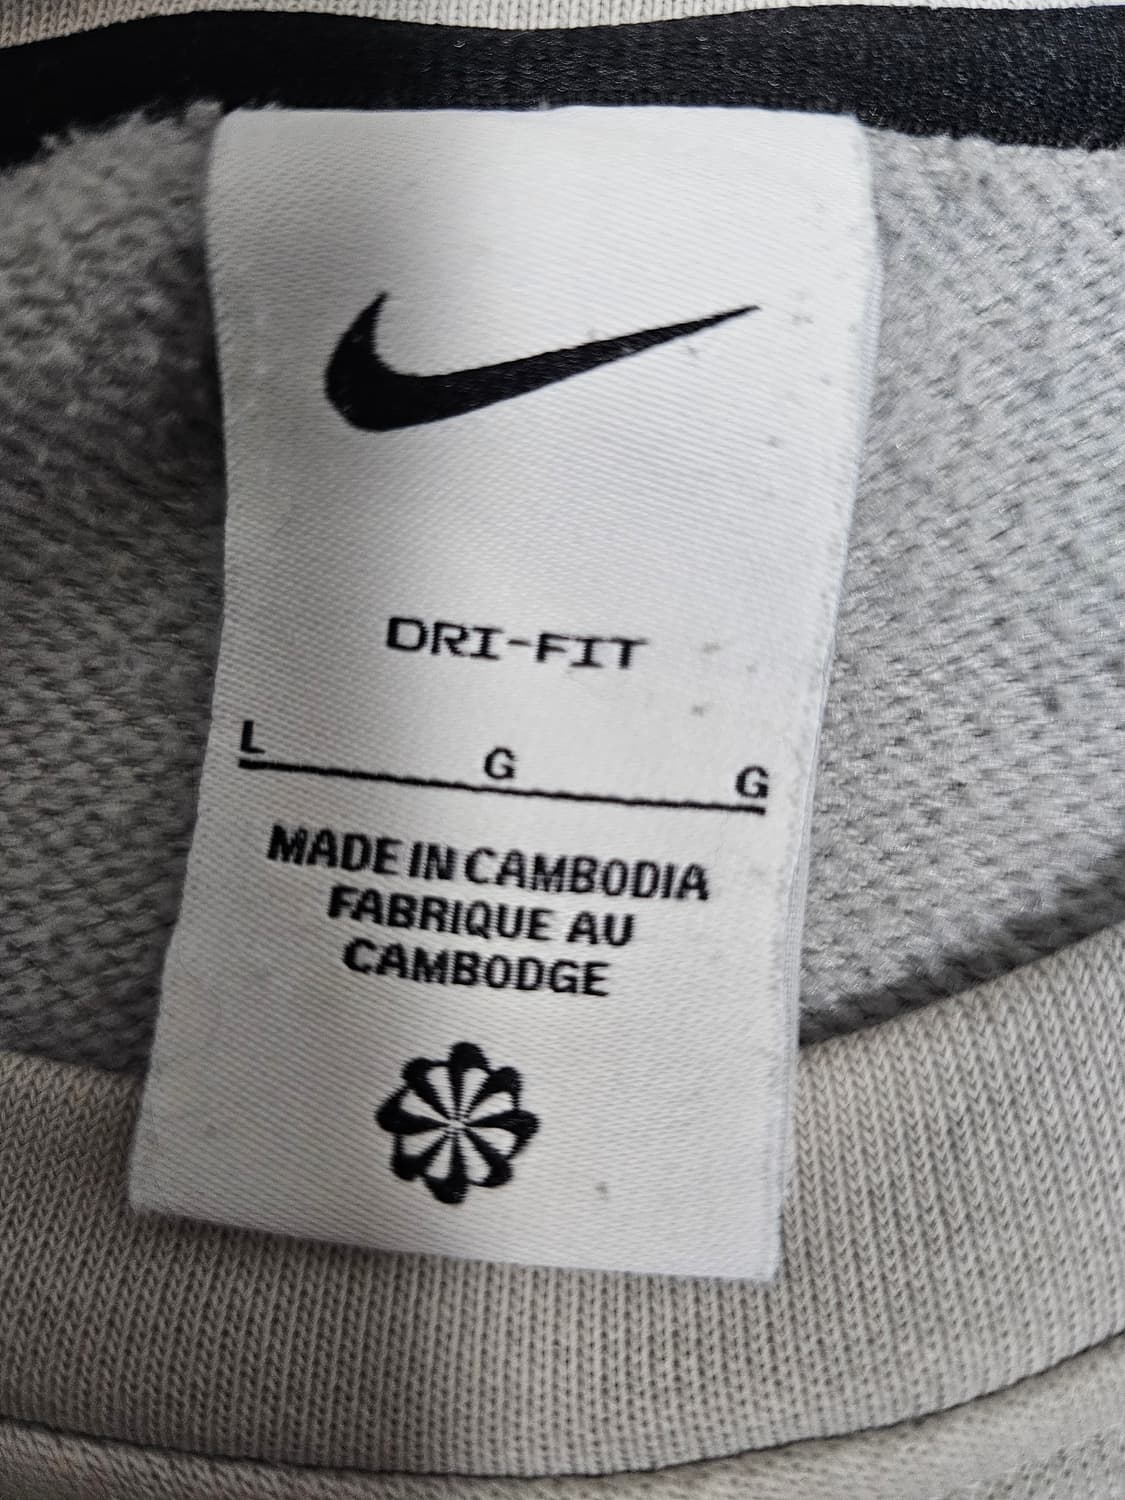 DRI-FIT
L G G
MADE IN CAMBODIA
FABRIQUE AU
CAMBODGE